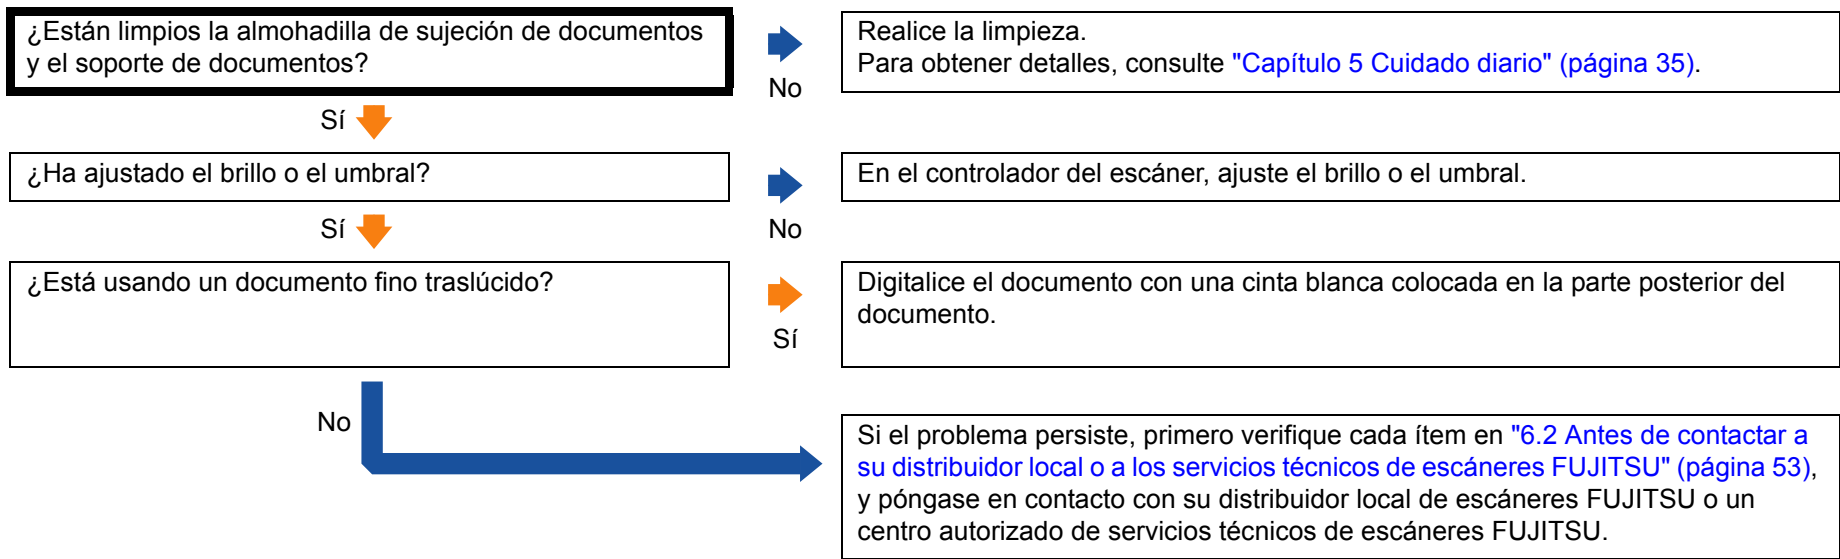 ¿Están limpios la almohadilla de sujeción de documentos
y el soporte de documentos?
No
Realice la limpieza.
Para obtener detalles, consulte "Capítulo 5 Cuidado diario" (página 35).
Sí
¿Ha ajustado el brillo o el umbral?
No
En el controlador del escáner, ajuste el brillo o el umbral.
Sí
¿Está usando un documento fino traslúcido?
Sí
Digitalice el documento con una cinta blanca colocada en la parte posterior del
documento.
No
Si el problema persiste, primero verifique cada ítem en "6.2 Antes de contactar a
su distribuidor local o a los servicios técnicos de escáneres FUJITSU" (página 53),
y póngase en contacto con su distribuidor local de escáneres FUJITSU o un
centro autorizado de servicios técnicos de escáneres FUJITSU.